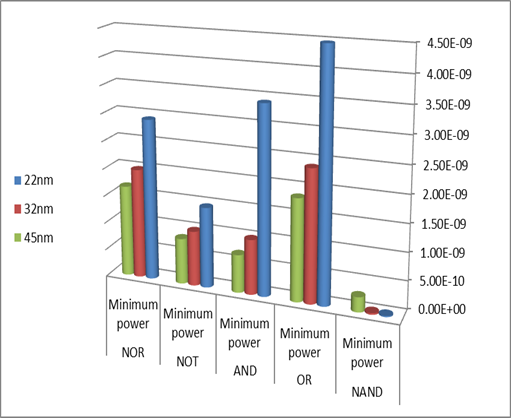 4.50E-09
4.00E-09
3.50E-09
3.00E-09
2.50E-09
2.00E-09
1.50E-09
1.00E-09
5.00E-10
0.00E+00
22nm
32nm
45nm
Minimum power
NOR
Minimum power
NOT
Minimum power
AND
Minimum power
OR
Minimum power
NAND